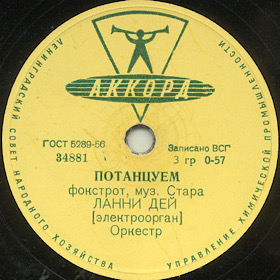 ЛЕНИНГРАДСКИЙ СОВЕТ НАРОДНОГО ХОЗЯЙСТВА
УПРАВЛЕНИЕ ХИМИЧЕСКОЙ ПРОМЫШЛЕННОСТИ
АККОРД
ГОСТ 5289-56 Записано ВСГ
34881 3 гр 0-57
ПОТАНЦУЕМ
фокстрот, муз. Стара
ЛАННИ ДЕЙ
[электроорган]
Оркестр